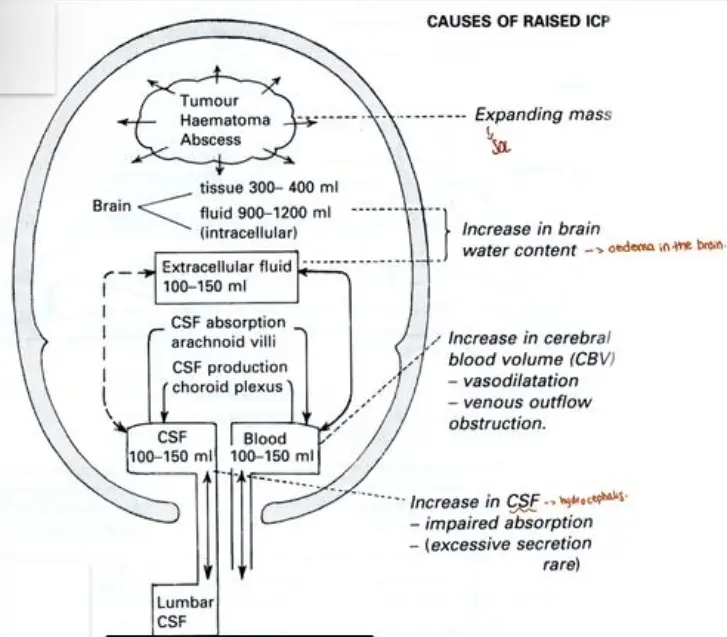 CAUSES OF RAISED ICP
Tumour
Haematoma
Abscess
Expanding mass
SOL
Brain
tissue 300– 400 ml
fluid 900–1200 ml
(intracellular)
Increase in brain
water content --> oedema in the brain.
Extracellular fluid
100–150 ml
CSF absorption
arachnoid villi
CSF production
choroid plexus
Increase in cerebral
blood volume (CBV)
– vasodilatation
– venous outflow
obstruction.
CSF
100–150 ml
Blood
100–150 ml
Increase in CSF --> hydrocephalus.
– impaired absorption
– (excessive secretion
rare)
Lumbar
CSF